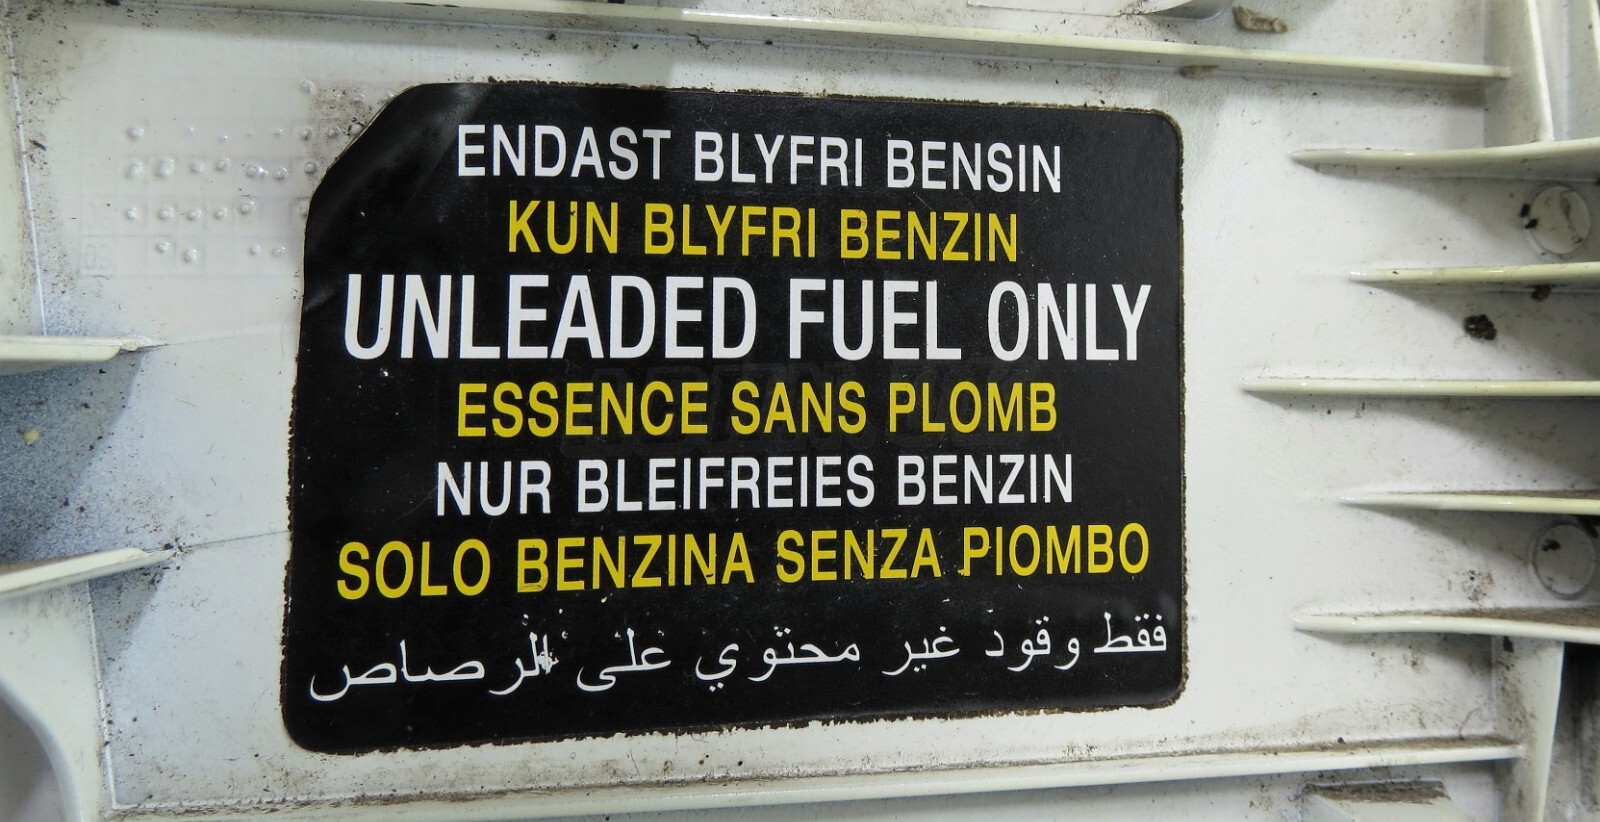 ENDAST BLYFRI BENSIN
KUN BLYFRI BENZIN
UNLEADED FUEL ONLY
ESSENCE SANS PLOMB
NUR BLEIFREIES BENZIN
SOLO BENZINA SENZA PIOMBO
فقط وقود غير محتوي على الرصاص